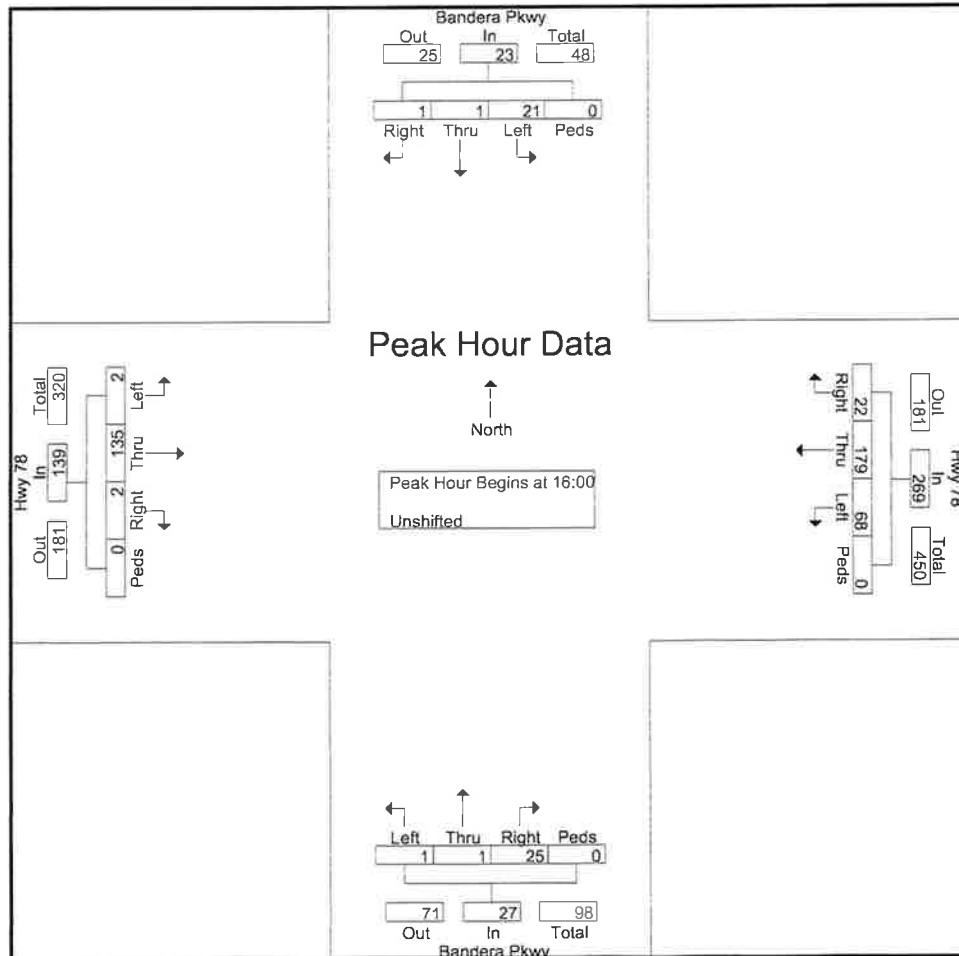 Bandera Pkwy
Out In Total
25 23 48
1 1 21 0
Right Thru Left Peds
Peak Hour Data
North
Peak Hour Begins at 16:00
Unshifted
Hwy 78
Total In Out
320 139 181
2 135 2 0
Left Thru Right Peds
Hwy 78
Out In Total
181 269 450
22 179 68 0
Right Thru Left Peds
Left Thru Right Peds
1 1 25 0
71 27 98
Out In Total
Bandera Pkwy